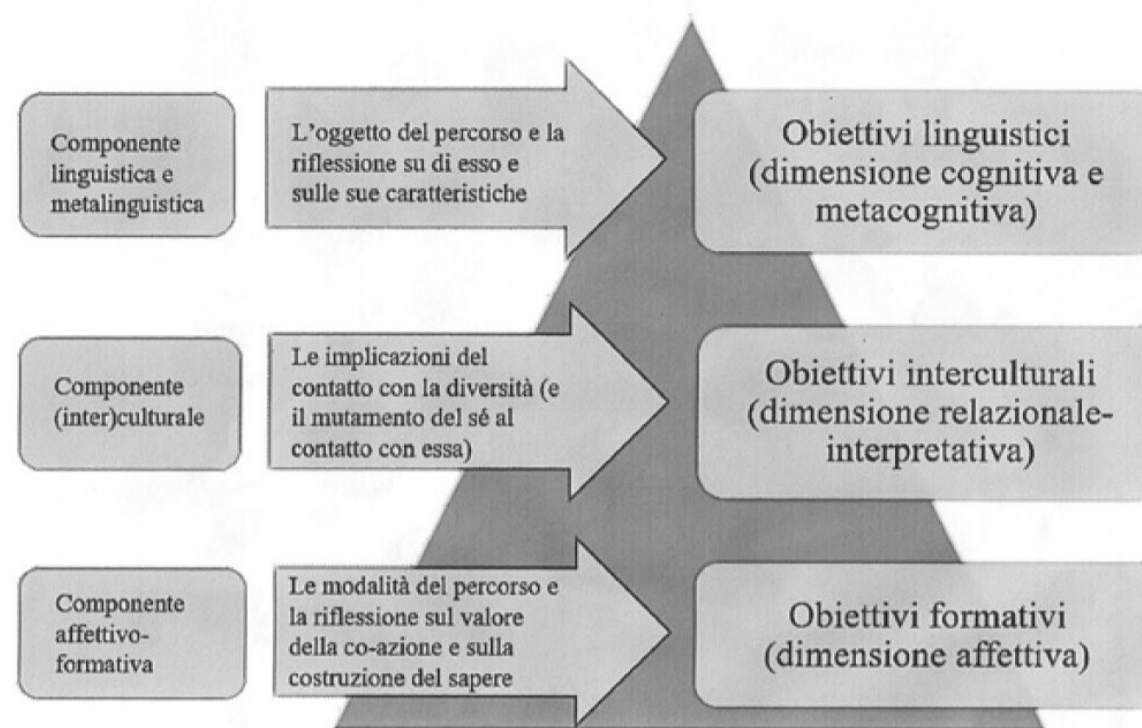 Componente
linguistica e
metalinguistica
L'oggetto del percorso e la
riflessione su di esso e
sulle sue caratteristiche
Obiettivi linguistici
(dimensione cognitiva e
metacognitiva)
Componente
(inter)culturale
Le implicazioni del
contatto con la diversità (e
il mutamento del sé al
contatto con essa)
Obiettivi interculturali
(dimensione relazionale-
interpretativa)
Componente
affettivo-
formativa
Le modalità del percorso e
la riflessione sul valore
della co-azione e sulla
costruzione del sapere
Obiettivi formativi
(dimensione affettiva)